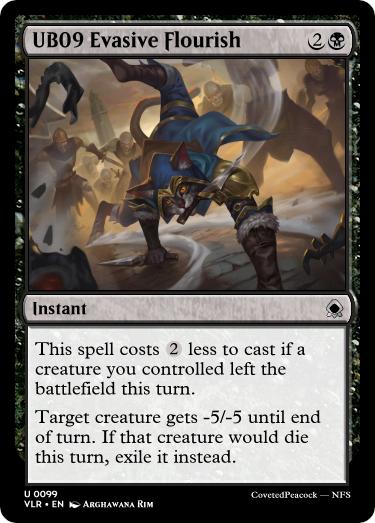 UB09 Evasive Flourish 2
Instant
This spell costs 2 less to cast if a
creature you controlled left the
battlefield this turn.
Target creature gets -5/-5 until end
of turn. If that creature would die
this turn, exile it instead.
U 0099
VLR • EN Arghawana Rim
CovetedPeacock — NFS